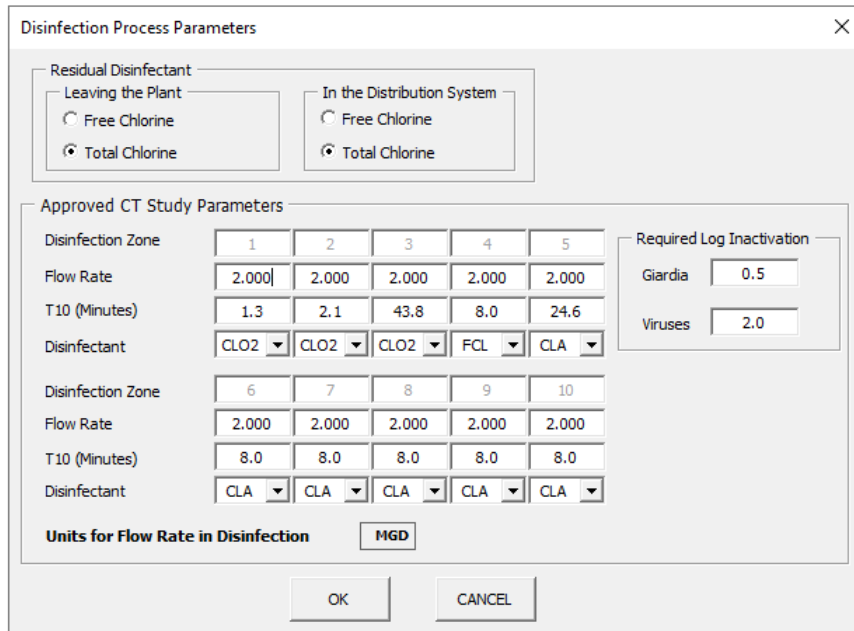 Disinfection Process Parameters
Residual Disinfectant
Leaving the Plant
Free Chlorine
Total Chlorine
In the Distribution System
Free Chlorine
Total Chlorine
Approved CT Study Parameters
Disinfection Zone 1 2 3 4 5
Flow Rate 2.000 2.000 2.000 2.000 2.000
T10 (Minutes) 1.3 2.1 43.8 8.0 24.6
Disinfectant CLO2 CLO2 CLO2 FCL CLA
Disinfection Zone 6 7 8 9 10
Flow Rate 2.000 2.000 2.000 2.000 2.000
T10 (Minutes) 8.0 8.0 8.0 8.0 8.0
Disinfectant CLA CLA CLA CLA CLA
Required Log Inactivation
Giardia 0.5
Viruses 2.0
Units for Flow Rate in Disinfection MGD
OK CANCEL